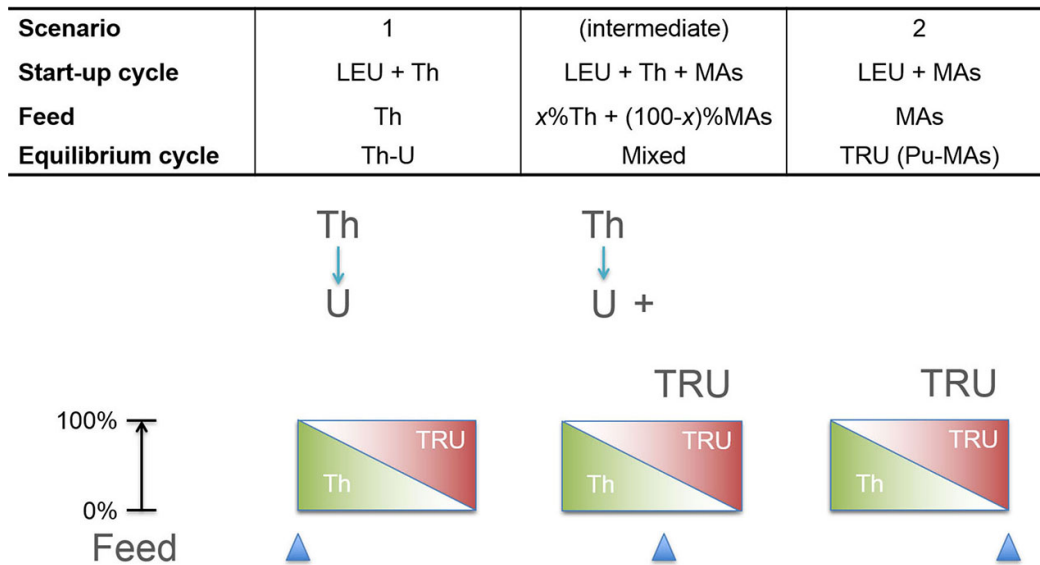 Scenario 1 (intermediate) 2
Start-up cycle LEU + Th LEU + Th + MAs LEU + MAs
Feed Th x%Th + (100-x)%MAs MAs
Equilibrium cycle Th-U Mixed TRU (Pu-MAs)
Th Th
U U +
TRU TRU
100% TRU TRU TRU
Th Th Th
0%
Feed